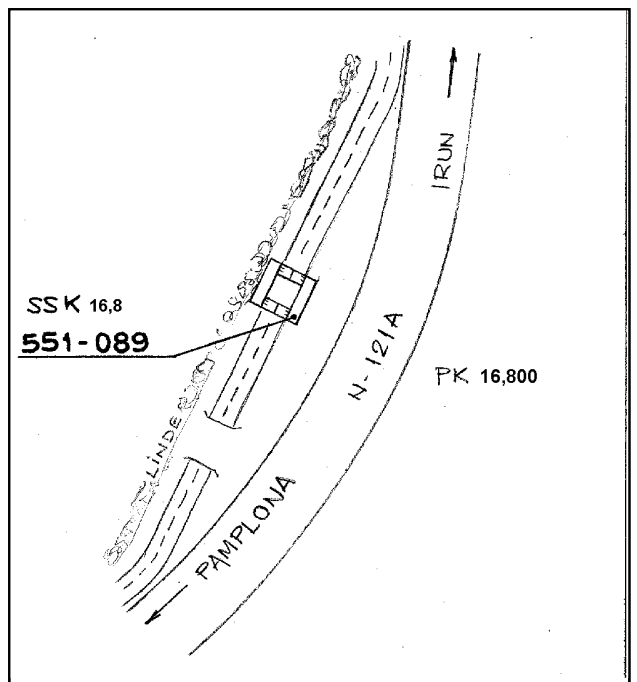 IRUN
SSK 16,8
551-089
N-121A
PK 16,800
LINDE
PAMPLONA